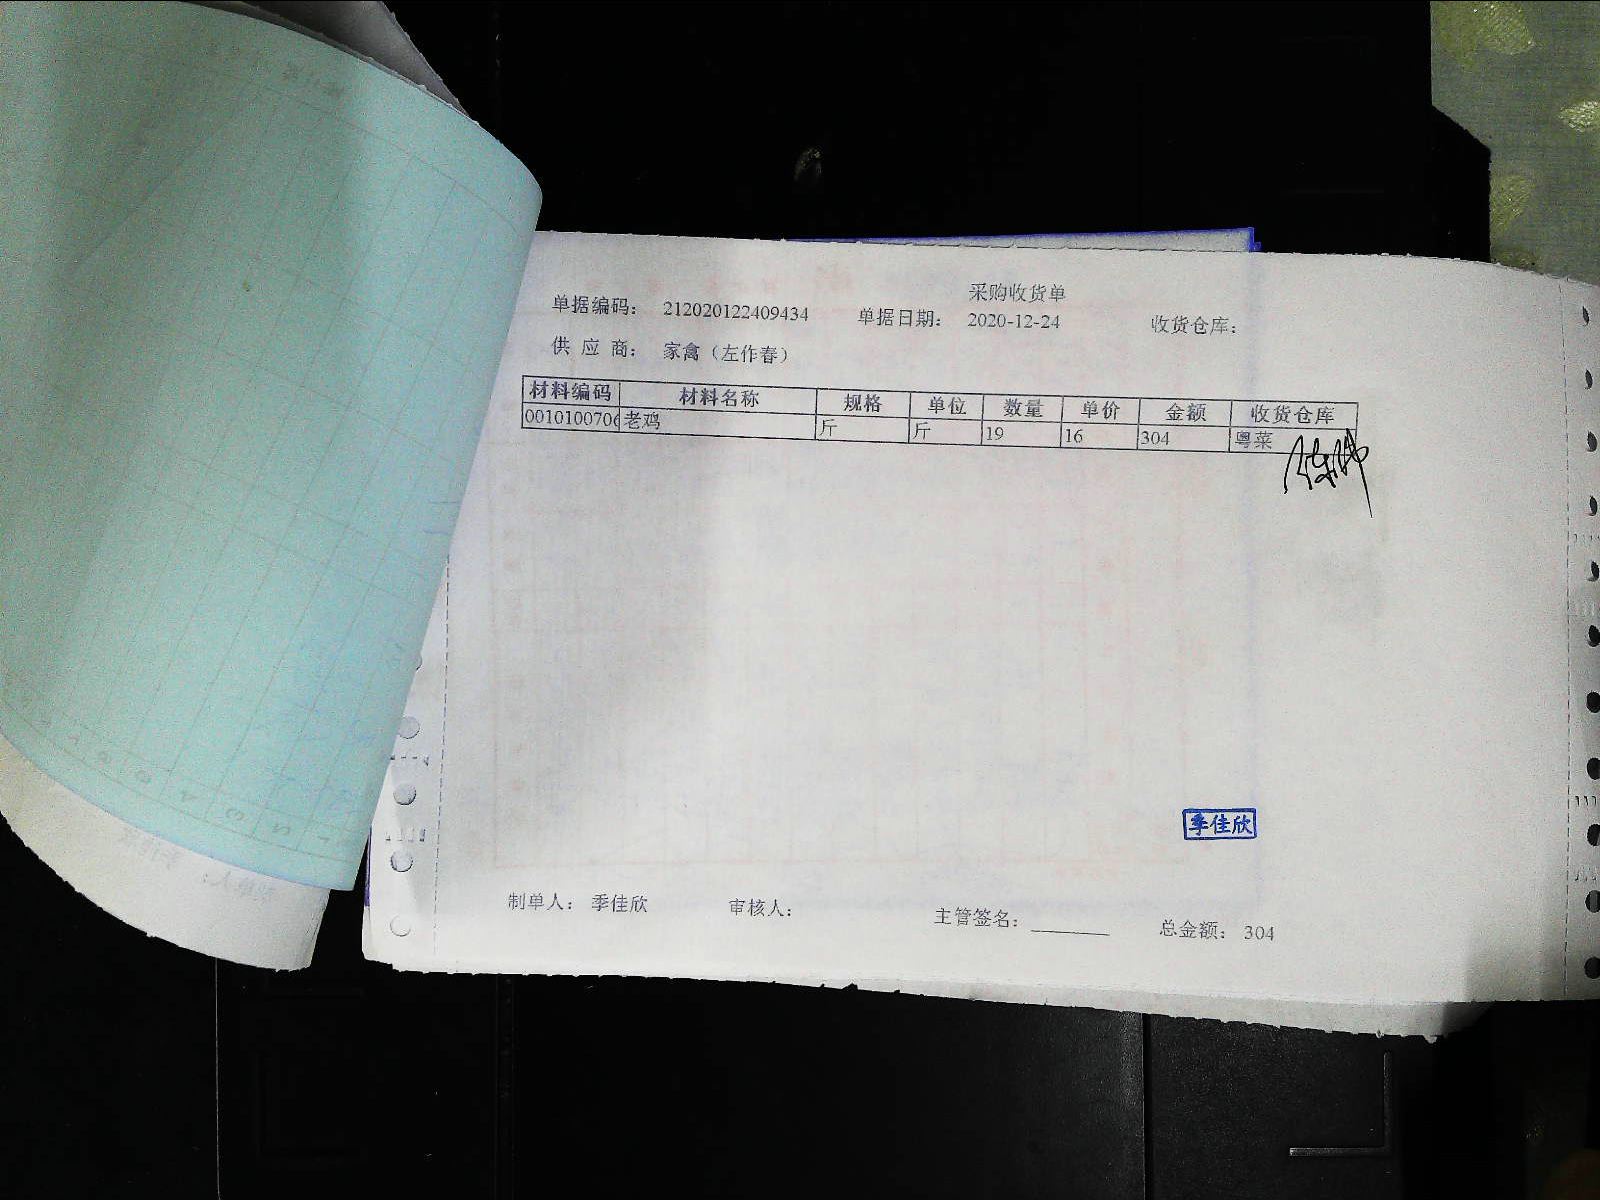 采购收货单
单据编码： 212020122409434 单据日期： 2020-12-24 收货仓库：
供 应 商： 家禽（左作春）
材料编码 材料名称 规格 单位 数量 单价 金额 收货仓库
0010100706 老鸡 斤 斤 19 16 304 粤菜
季佳欣
制单人： 季佳欣 审核人： 主管签名： 总金额： 304